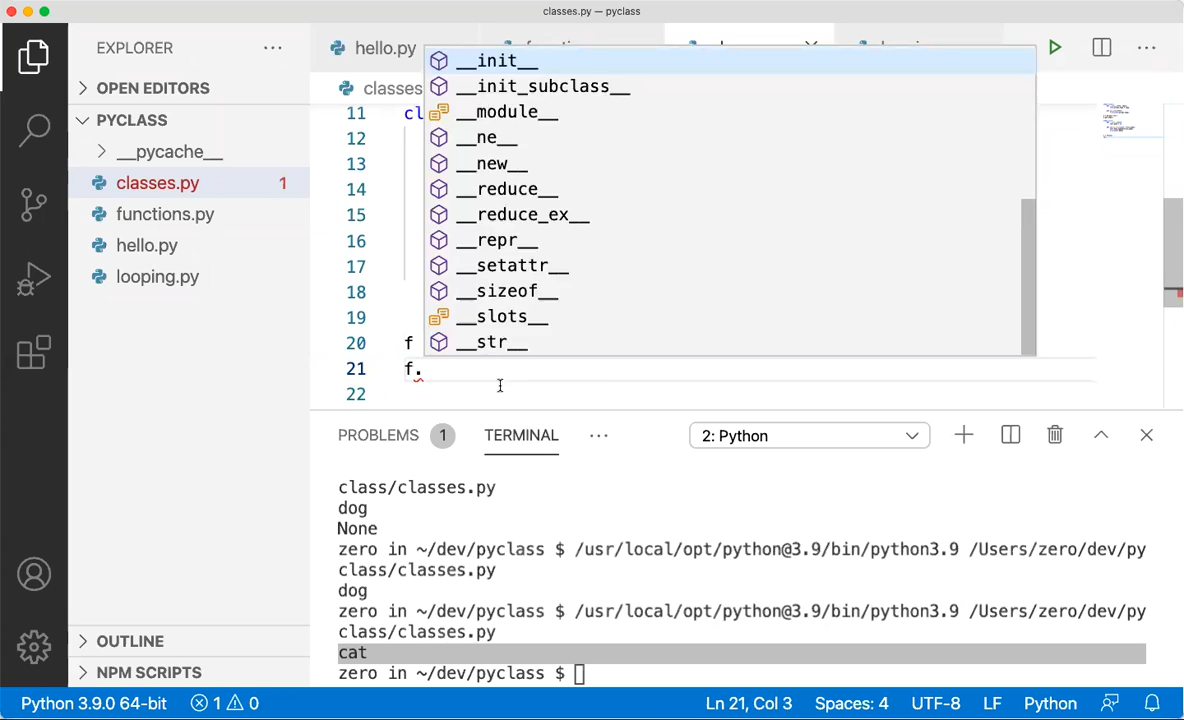 classes.py — pyclass
EXPLORER
OPEN EDITORS
PYCLASS
__pycache__
classes.py 1
functions.py
hello.py
looping.py
OUTLINE
NPM SCRIPTS
hello.py
classes
11 cl
12
13
14
15
16
17
18
19
20 f
21 f.
22
__init__
__init_subclass__
__module__
__ne__
__new__
__reduce__
__reduce_ex__
__repr__
__setattr__
__sizeof__
__slots__
__str__
PROBLEMS 1 TERMINAL 2: Python
class/classes.py
dog
None
zero in ~/dev/pyclass $ /usr/local/opt/python@3.9/bin/python3.9 /Users/zero/dev/py
class/classes.py
dog
zero in ~/dev/pyclass $ /usr/local/opt/python@3.9/bin/python3.9 /Users/zero/dev/py
class/classes.py
cat
zero in ~/dev/pyclass $
Python 3.9.0 64-bit 1 0 Ln 21, Col 3 Spaces: 4 UTF-8 LF Python